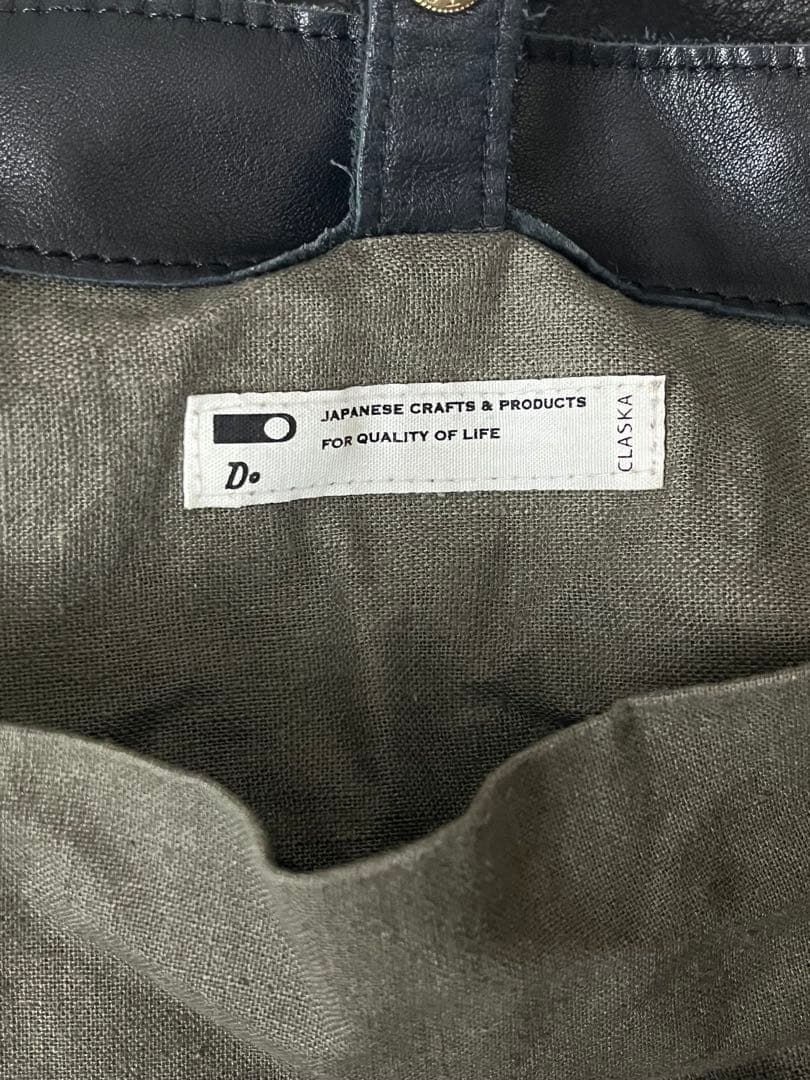 JAPANESE CRAFTS & PRODUCTS
FOR QUALITY OF LIFE
Do
CLASKA